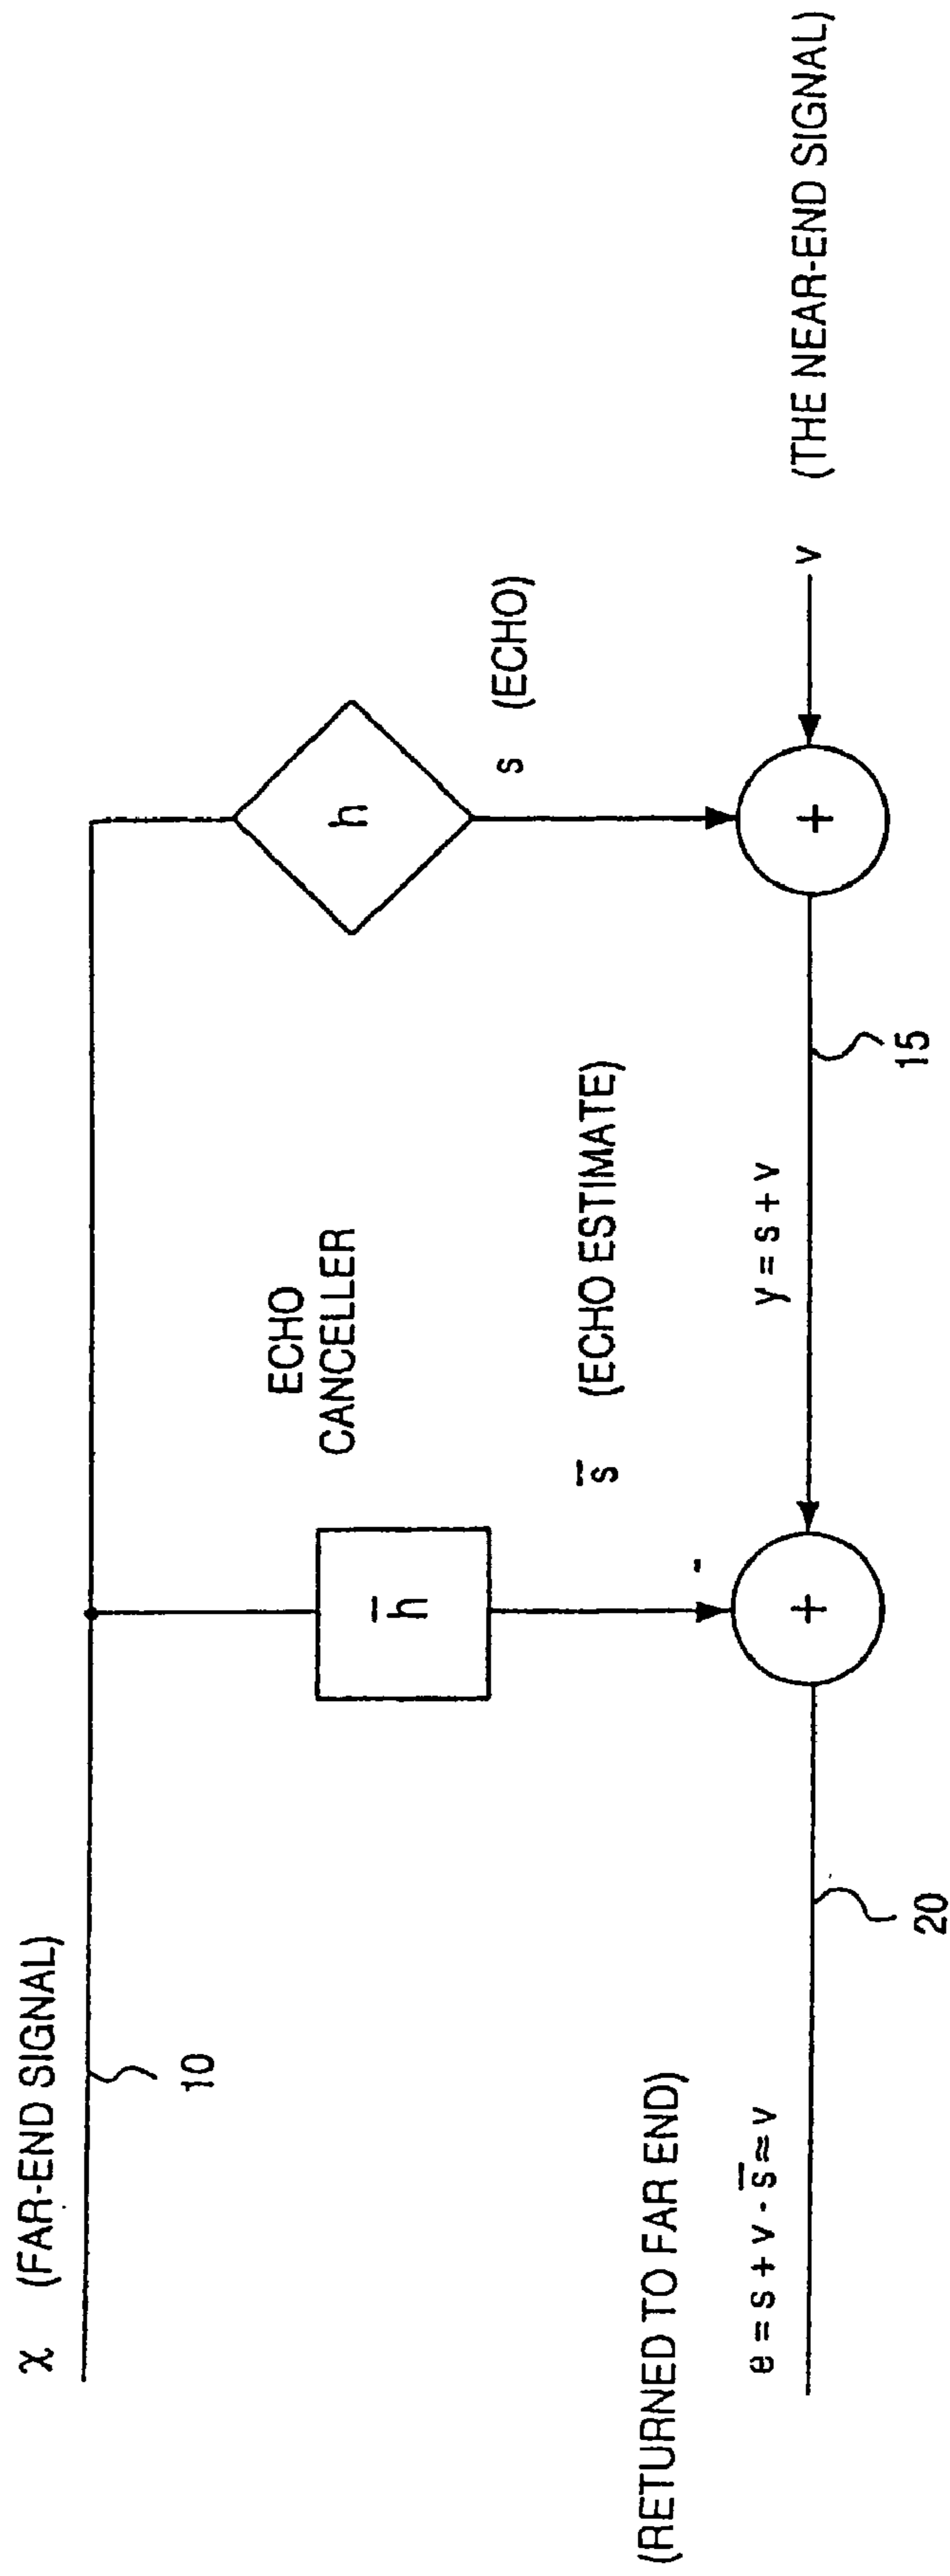 χ (FAR-END SIGNAL)
10
ECHO
CANCELLER
h̅
h
s (ECHO)
s̅ (ECHO ESTIMATE)
-
(RETURNED TO FAR END)
e = s + v - s̅ ≈ v
y = s + v
+
+
v (THE NEAR-END SIGNAL)
20
15